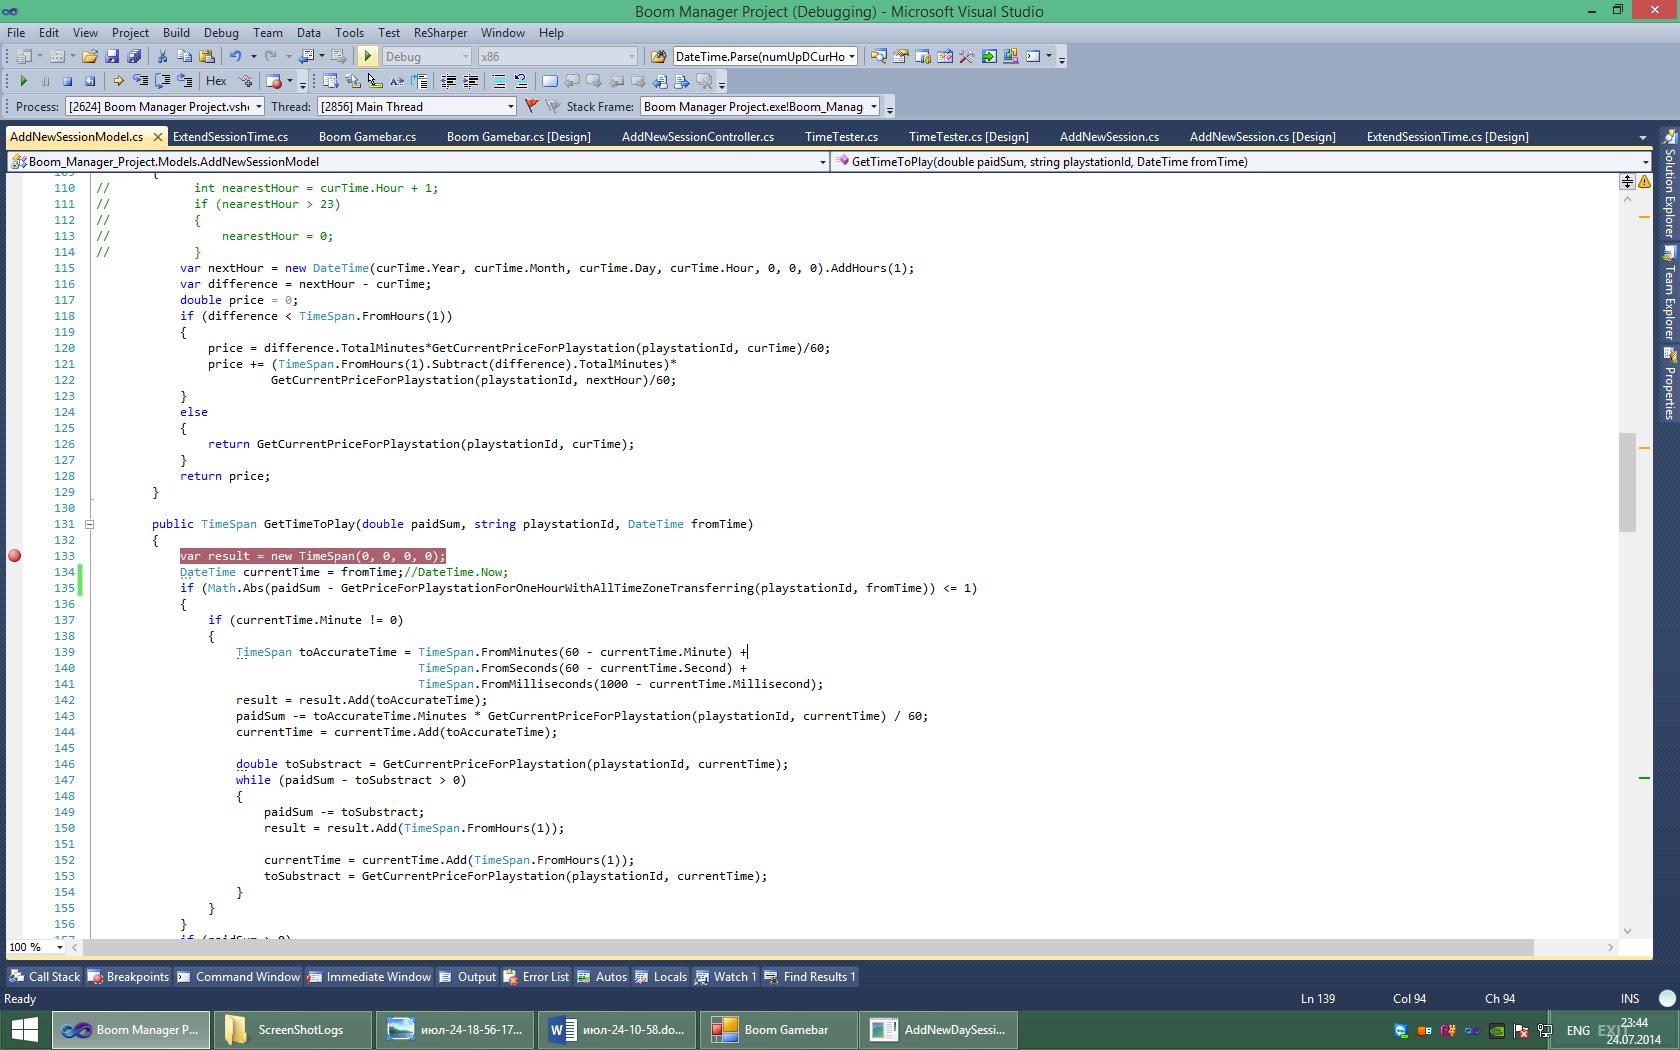 Boom Manager Project (Debugging) - Microsoft Visual Studio
File Edit View Project Build Debug Team Data Tools Test ReSharper Window Help
Debug x86 DateTime.Parse(numUpDCurHo
Hex
Process: [2624] Boom Manager Project.vsh Thread: [2856] Main Thread Stack Frame: Boom Manager Project.exe!Boom_Manag
AddNewSessionModel.cs ExtendSessionTime.cs Boom Gamebar.cs Boom Gamebar.cs [Design] AddNewSessionController.cs TimeTester.cs TimeTester.cs [Design] AddNewSession.cs AddNewSession.cs [Design] ExtendSessionTime.cs [Design]
Boom_Manager_Project.Models.AddNewSessionModel GetTimeToPlay(double paidSum, string playstationId, DateTime fromTime)
109 {
110 // int nearestHour = curTime.Hour + 1;
111 // if (nearestHour > 23)
112 // {
113 // nearestHour = 0;
114 // }
115 var nextHour = new DateTime(curTime.Year, curTime.Month, curTime.Day, curTime.Hour, 0, 0, 0).AddHours(1);
116 var difference = nextHour - curTime;
117 double price = 0;
118 if (difference < TimeSpan.FromHours(1))
119 {
120 price = difference.TotalMinutes*GetCurrentPriceForPlaystation(playstationId, curTime)/60;
121 price += (TimeSpan.FromHours(1).Subtract(difference).TotalMinutes)*
122 GetCurrentPriceForPlaystation(playstationId, nextHour)/60;
123 }
124 else
125 {
126 return GetCurrentPriceForPlaystation(playstationId, curTime);
127 }
128 return price;
129 }
130
131 public TimeSpan GetTimeToPlay(double paidSum, string playstationId, DateTime fromTime)
132 {
133 var result = new TimeSpan(0, 0, 0, 0);
134 DateTime currentTime = fromTime;//DateTime.Now;
135 if (Math.Abs(paidSum - GetPriceForPlaystationForOneHourWithAllTimeZoneTransferring(playstationId, fromTime)) <= 1)
136 {
137 if (currentTime.Minute != 0)
138 {
139 TimeSpan toAccurateTime = TimeSpan.FromMinutes(60 - currentTime.Minute) +
140 TimeSpan.FromSeconds(60 - currentTime.Second) +
141 TimeSpan.FromMilliseconds(1000 - currentTime.Millisecond);
142 result = result.Add(toAccurateTime);
143 paidSum -= toAccurateTime.Minutes * GetCurrentPriceForPlaystation(playstationId, currentTime) / 60;
144 currentTime = currentTime.Add(toAccurateTime);
145
146 double toSubstract = GetCurrentPriceForPlaystation(playstationId, currentTime);
147 while (paidSum - toSubstract > 0)
148 {
149 paidSum -= toSubstract;
150 result = result.Add(TimeSpan.FromHours(1));
151
152 currentTime = currentTime.Add(TimeSpan.FromHours(1));
153 toSubstract = GetCurrentPriceForPlaystation(playstationId, currentTime);
154 }
155 }
156 }
Solution Explorer
Team Explorer
Properties
100 %
Call Stack Breakpoints Command Window Immediate Window Output Error List Autos Locals Watch 1 Find Results 1
Ready Ln 139 Col 94 Ch 94 INS
Boom Manager P... ScreenShotLogs июл-24-18-56-17... июл-24-10-58.do... Boom Gamebar AddNewDaySessi... ENG 23:44
24.07.2014